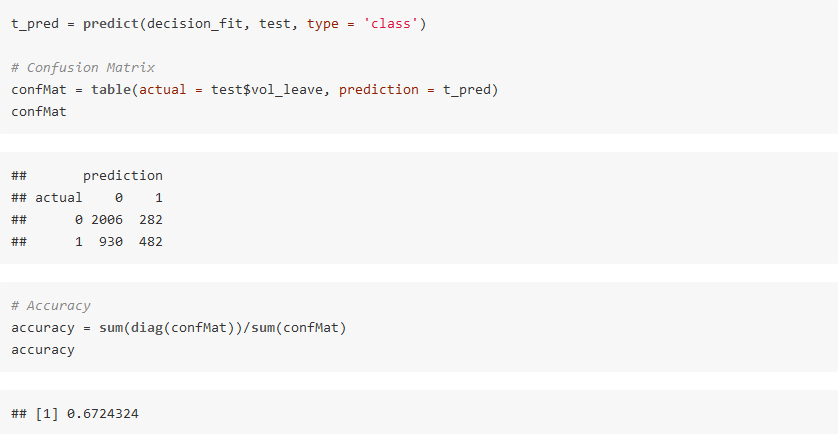 t_pred = predict(decision_fit, test, type = 'class')
# Confusion Matrix
confMat = table(actual = test$vol_leave, prediction = t_pred)
confMat
##       prediction
## actual    0    1
##      0 2006  282
##      1  930  482
# Accuracy
accuracy = sum(diag(confMat))/sum(confMat)
accuracy
## [1] 0.6724324